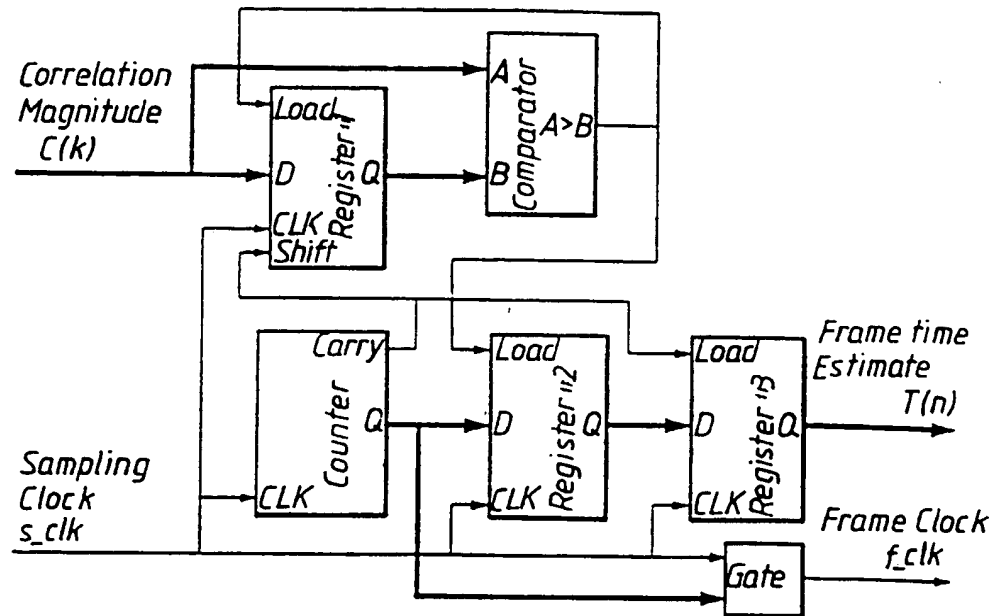 Correlation
Magnitude
C(k)
Load
D
Q
CLK
Shift
Register "1
A
B
A>B
Comparator
Carry
Q
CLK
Counter
Load
D
Q
CLK
Register "2
Load
D
Q
CLK
Register "3
Frame time
Estimate
T(n)
Sampling
Clock
s_clk
Gate
Frame Clock
f_clk